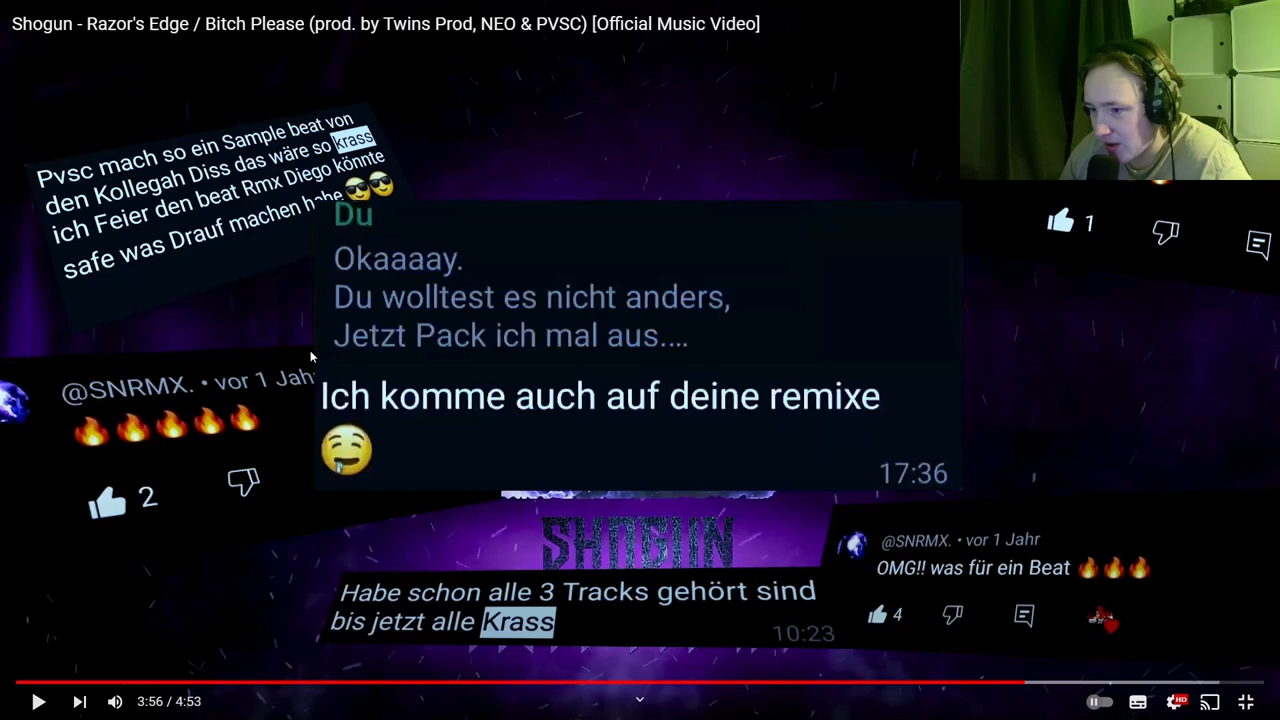 Shogun - Razor's Edge / Bitch Please (prod. by Twins Prod, NEO & PVSC) [Official Music Video]
Pvsc mach so ein Sample beat von
den Kollegah Diss das wäre so krass
ich Feier den beat Rmx Diego könnte
safe was Drauf machen habe 😎😎
1
Du
Okaaaay.
Du wolltest es nicht anders,
Jetzt Pack ich mal aus....
Ich komme auch auf deine remixe
🤤
17:36
@SNRMX. • vor 1 Jahr
🔥🔥🔥🔥🔥
2
SHOGUN
@SNRMX. • vor 1 Jahr
OMG!! was für ein Beat 🔥🔥🔥
4
Habe schon alle 3 Tracks gehört sind
bis jetzt alle Krass
10:23
3:56 / 4:53
HD